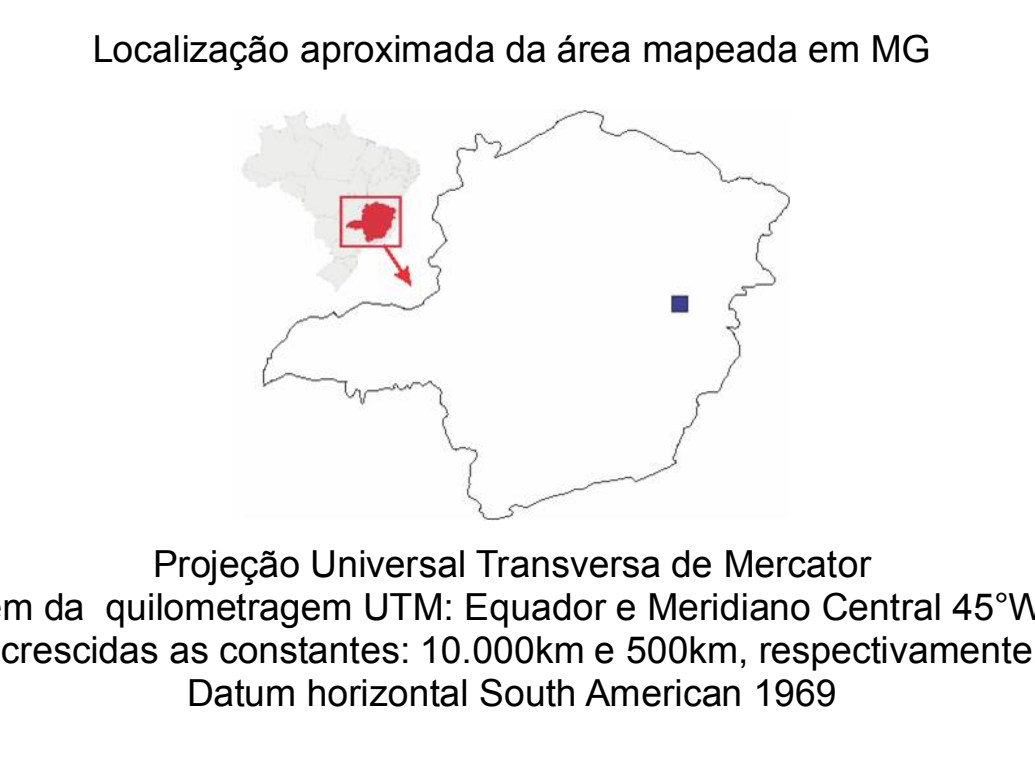 Localização aproximada da área mapeada em MG
Projeção Universal Transversa de Mercator
em da quilometragem UTM: Equador e Meridiano Central 45°W
crescidas as constantes: 10.000km e 500km, respectivamente
Datum horizontal South American 1969